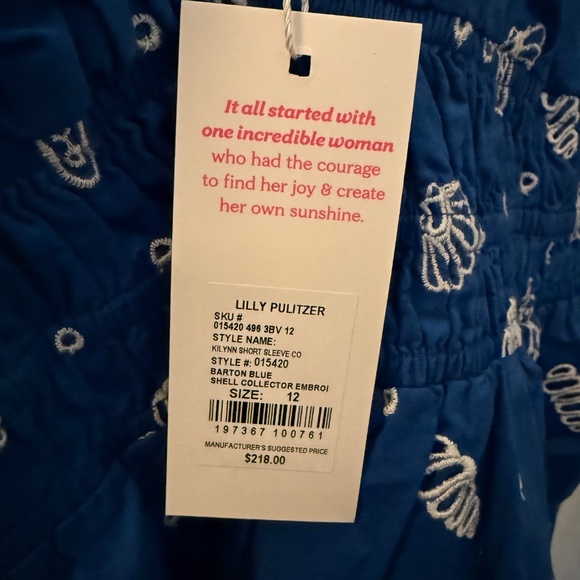 It all started with
one incredible woman
who had the courage
to find her joy & create
her own sunshine.
LILLY PULITZER
SKU #
015420 496 3BV 12
STYLE NAME:
KILYNN SHORT SLEEVE CO
STYLE #: 015420
BARTON BLUE
SHELL COLLECTOR EMBROI
SIZE: 12
197367 100761
MANUFACTURER'S SUGGESTED PRICE
$218.00